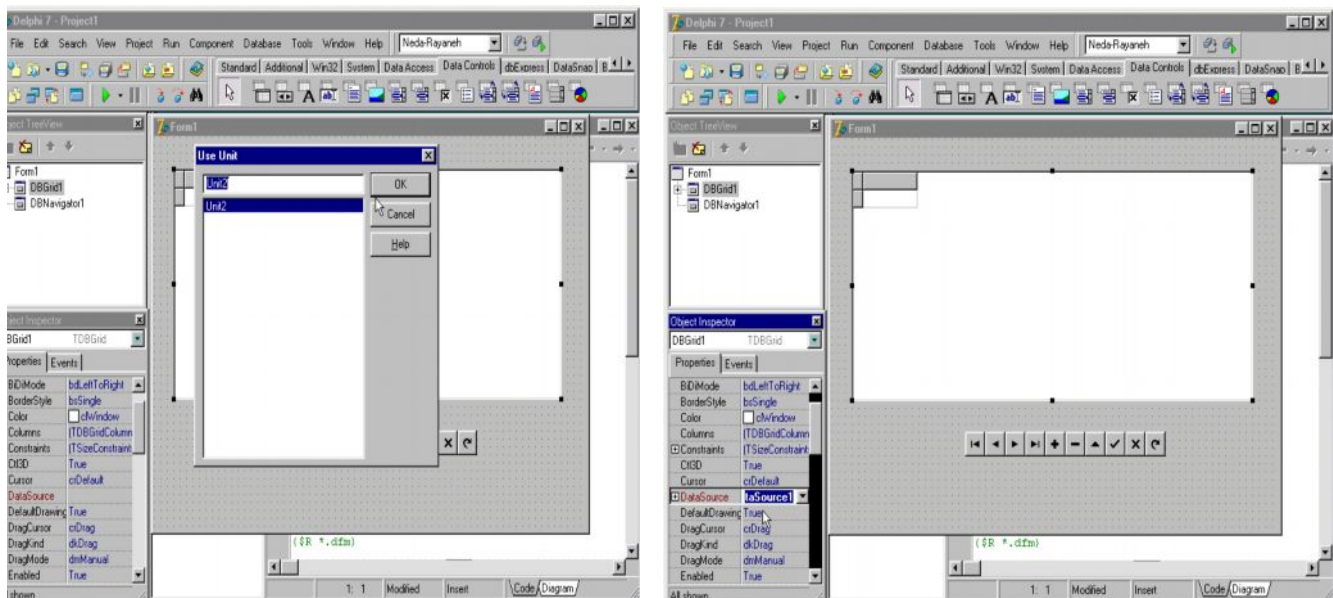 Delphi 7 - Project1
File Edit Search View Project Run Component Database Tools Window Help Neda-Rayaneh
Standard Additional Win32 System Data Access Data Controls dbExpress DataSnap B
Object TreeView
Form1
DBGrid1
DBNavigator1
Form1
Use Unit
Unit2
OK
Unit2
Cancel
Help
Object Inspector
DBGrid1 TDBGrid
Properties Events
BiDiMode bdLeftToRight
BorderStyle bsSingle
Color clWindow
Columns (TDBGridColumn
Constraints (TSizeConstraint
Ctl3D True
Cursor crDefault
DataSource
DefaultDrawing True
DragCursor crDrag
DragKind dkDrag
DragMode dmManual
Enabled True
All shown
{$R *.dfm}
1: 1 Modified Insert Code Diagram
Delphi 7 - Project1
File Edit Search View Project Run Component Database Tools Window Help Neda-Rayaneh
Standard Additional Win32 System Data Access Data Controls dbExpress DataSnap B
Object TreeView
Form1
DBGrid1
DBNavigator1
Form1
Object Inspector
DBGrid1 TDBGrid
Properties Events
BiDiMode bdLeftToRight
BorderStyle bsSingle
Color clWindow
Columns (TDBGridColumn
Constraints (TSizeConstraint
Ctl3D True
Cursor crDefault
DataSource taSource1
DefaultDrawing True
DragCursor crDrag
DragKind dkDrag
DragMode dmManual
Enabled True
All shown
{$R *.dfm}
1: 1 Modified Insert Code Diagram